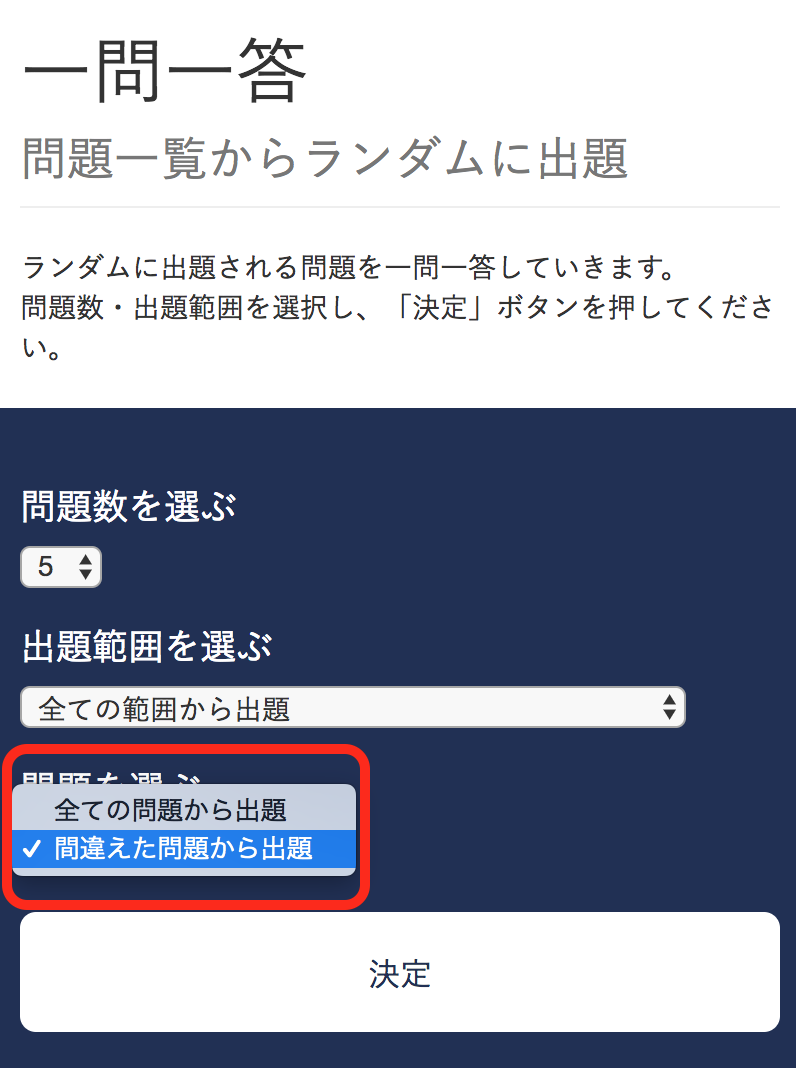 一問一答
問題一覧からランダムに出題
ランダムに出題される問題を一問一答していきます。
問題数・出題範囲を選択し、「決定」ボタンを押してくださ
い。
問題数を選ぶ
5
出題範囲を選ぶ
全ての範囲から出題
問題を選ぶ
全ての問題から出題
✓ 間違えた問題から出題
決定